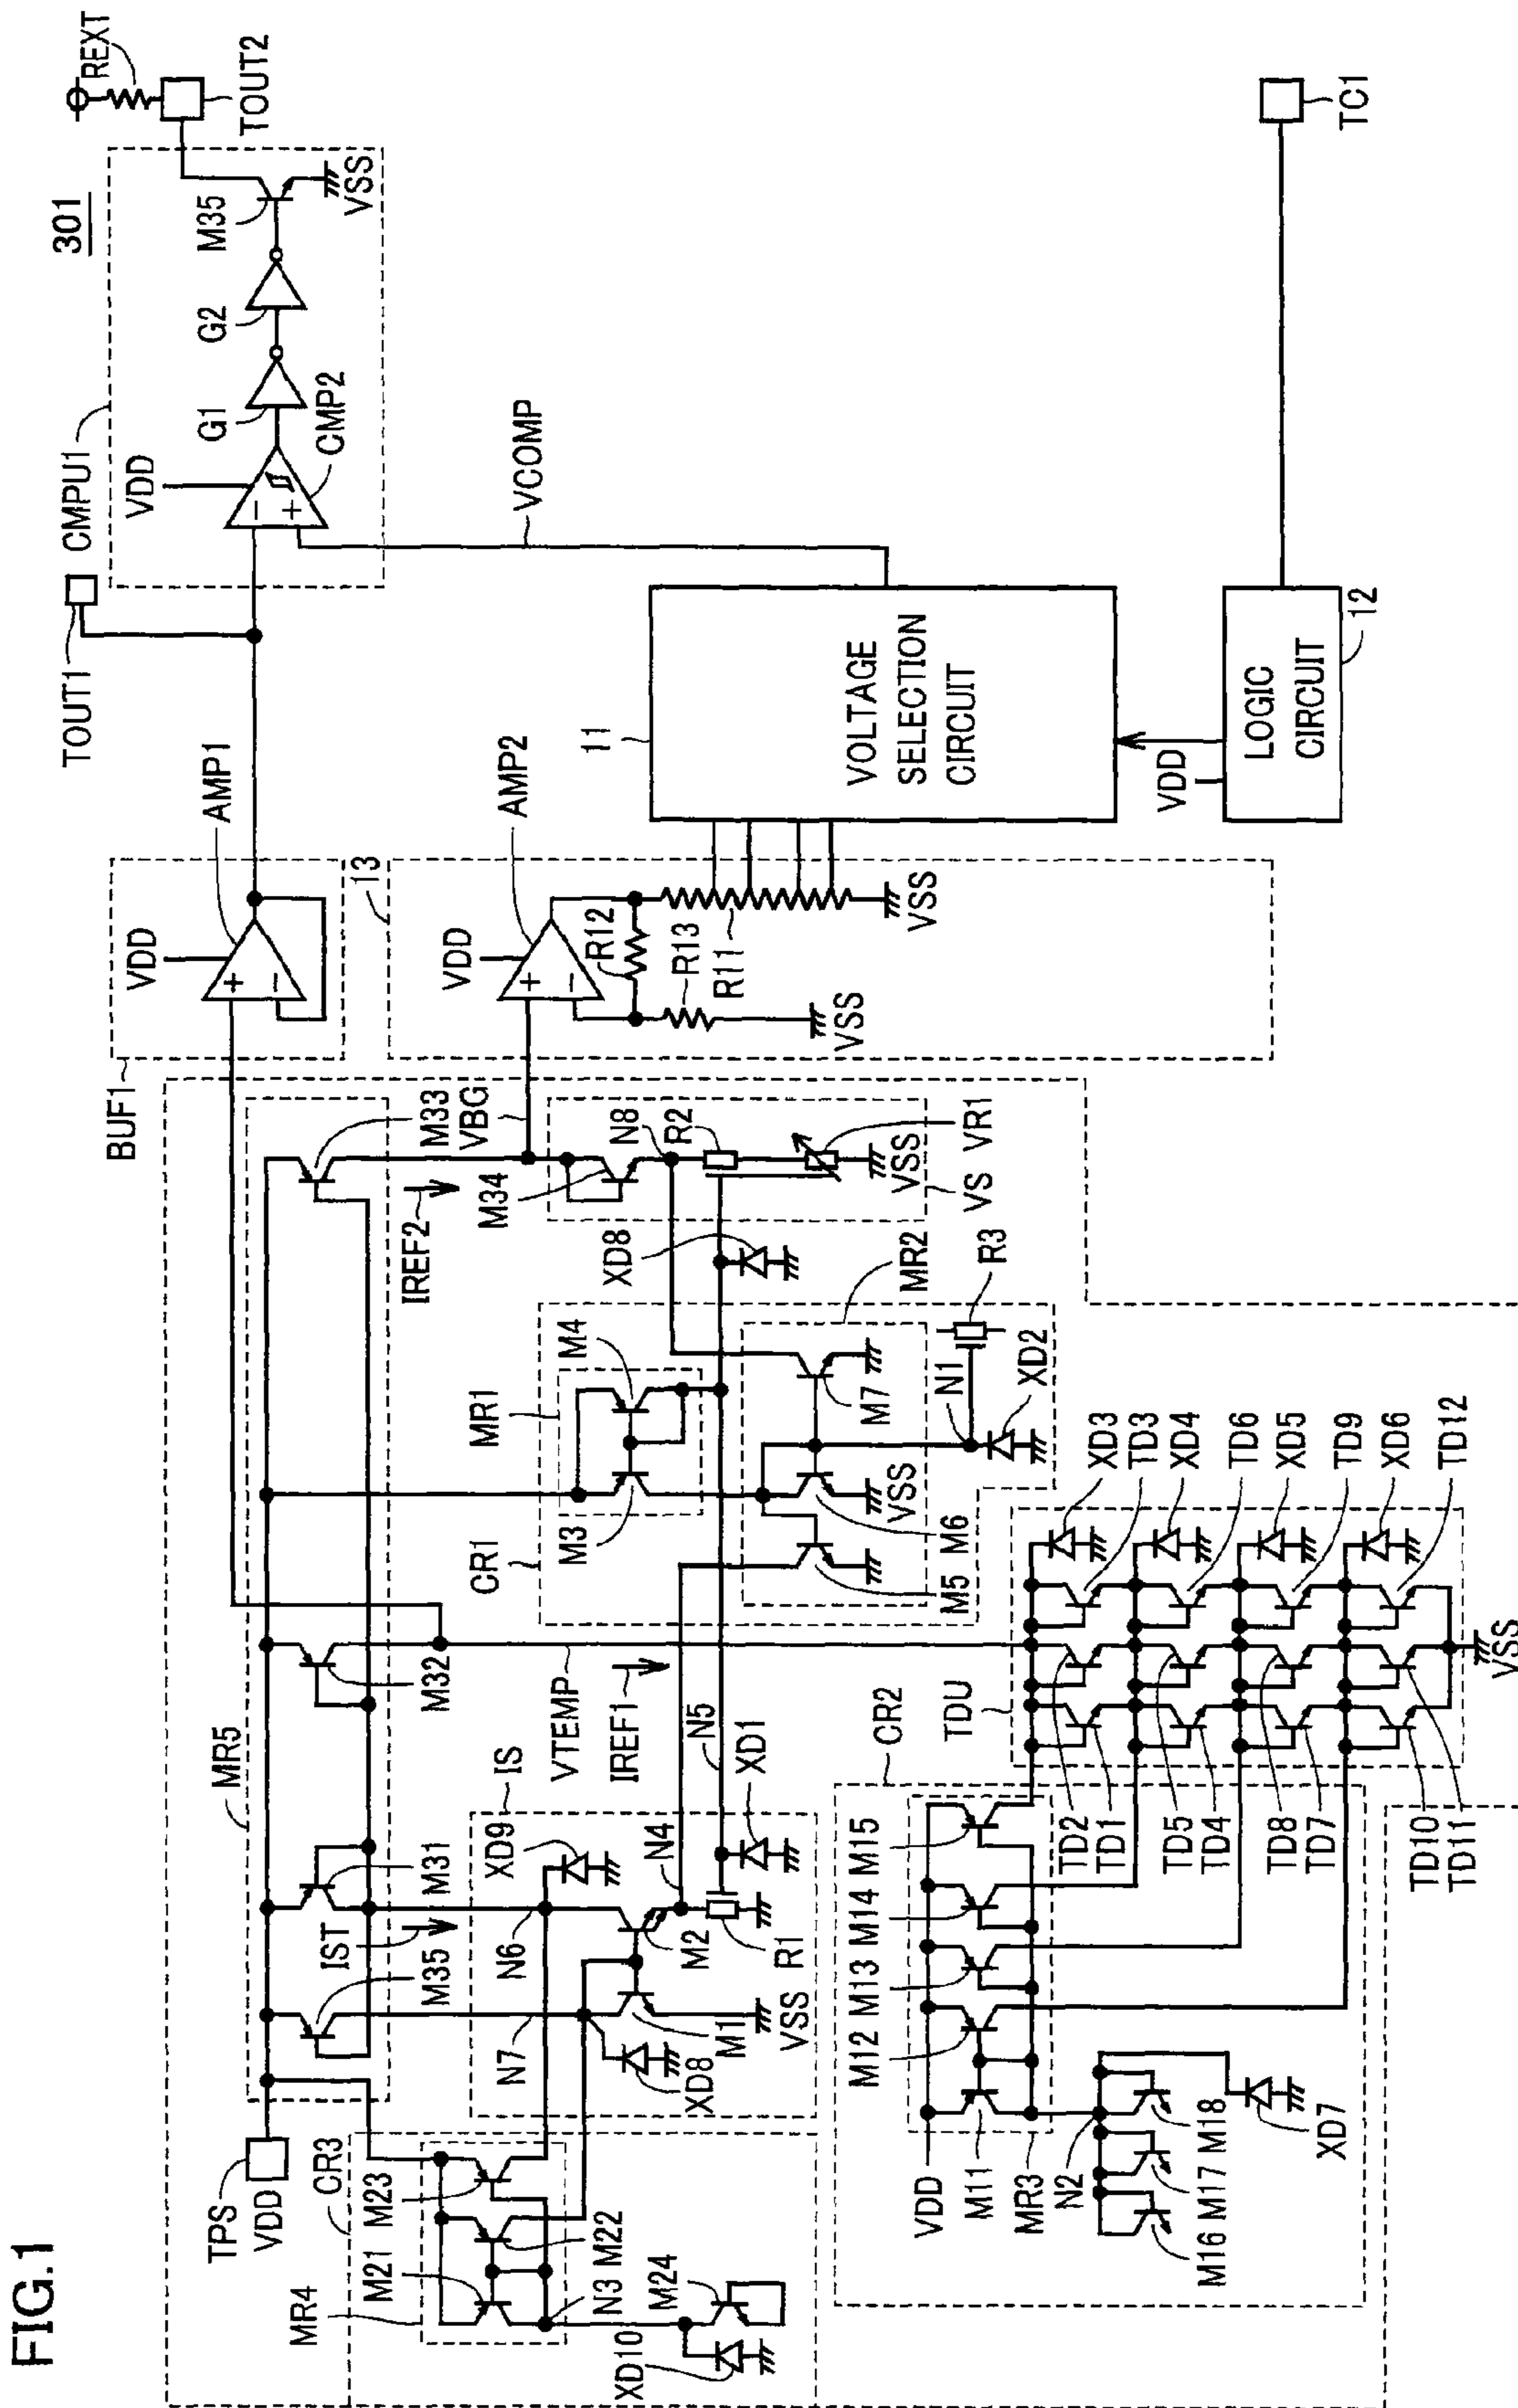 FIG.1
301
REXT
TOUT2
M35
VSS
G2
G1
CMP2
VDD
CMPU1
TOUT1
VCOMP
TC1
AMP1
VDD
BUF1
13
AMP2
VDD
R12
R13
R11
VSS
VSS
11
VOLTAGE
SELECTION
CIRCUIT
VDD
LOGIC
CIRCUIT
12
TPS
VDD
MR5
M35
M31
M32
M33
IST
VTEMP
IREF1
IREF2
VBG
M34
N8
R2
VR1
VSS
VS
XD8
MR1
M4
M3
CR1
MR2
M7
M6
M5
VSS
N1
XD2
R3
IS
XD9
N6
N7
N4
N5
XD1
M2
M1
R1
XD8
VSS
CR3
MR4
M21
M22
M23
N3
M24
XD10
CR2
M15
M14
M13
M12
M11
VDD
MR3
N2
M16
M17
M18
XD7
TDU
TD2
TD1
TD5
TD4
TD8
TD7
TD10
TD11
XD3
TD3
XD4
TD6
XD5
TD9
XD6
TD12
VSS